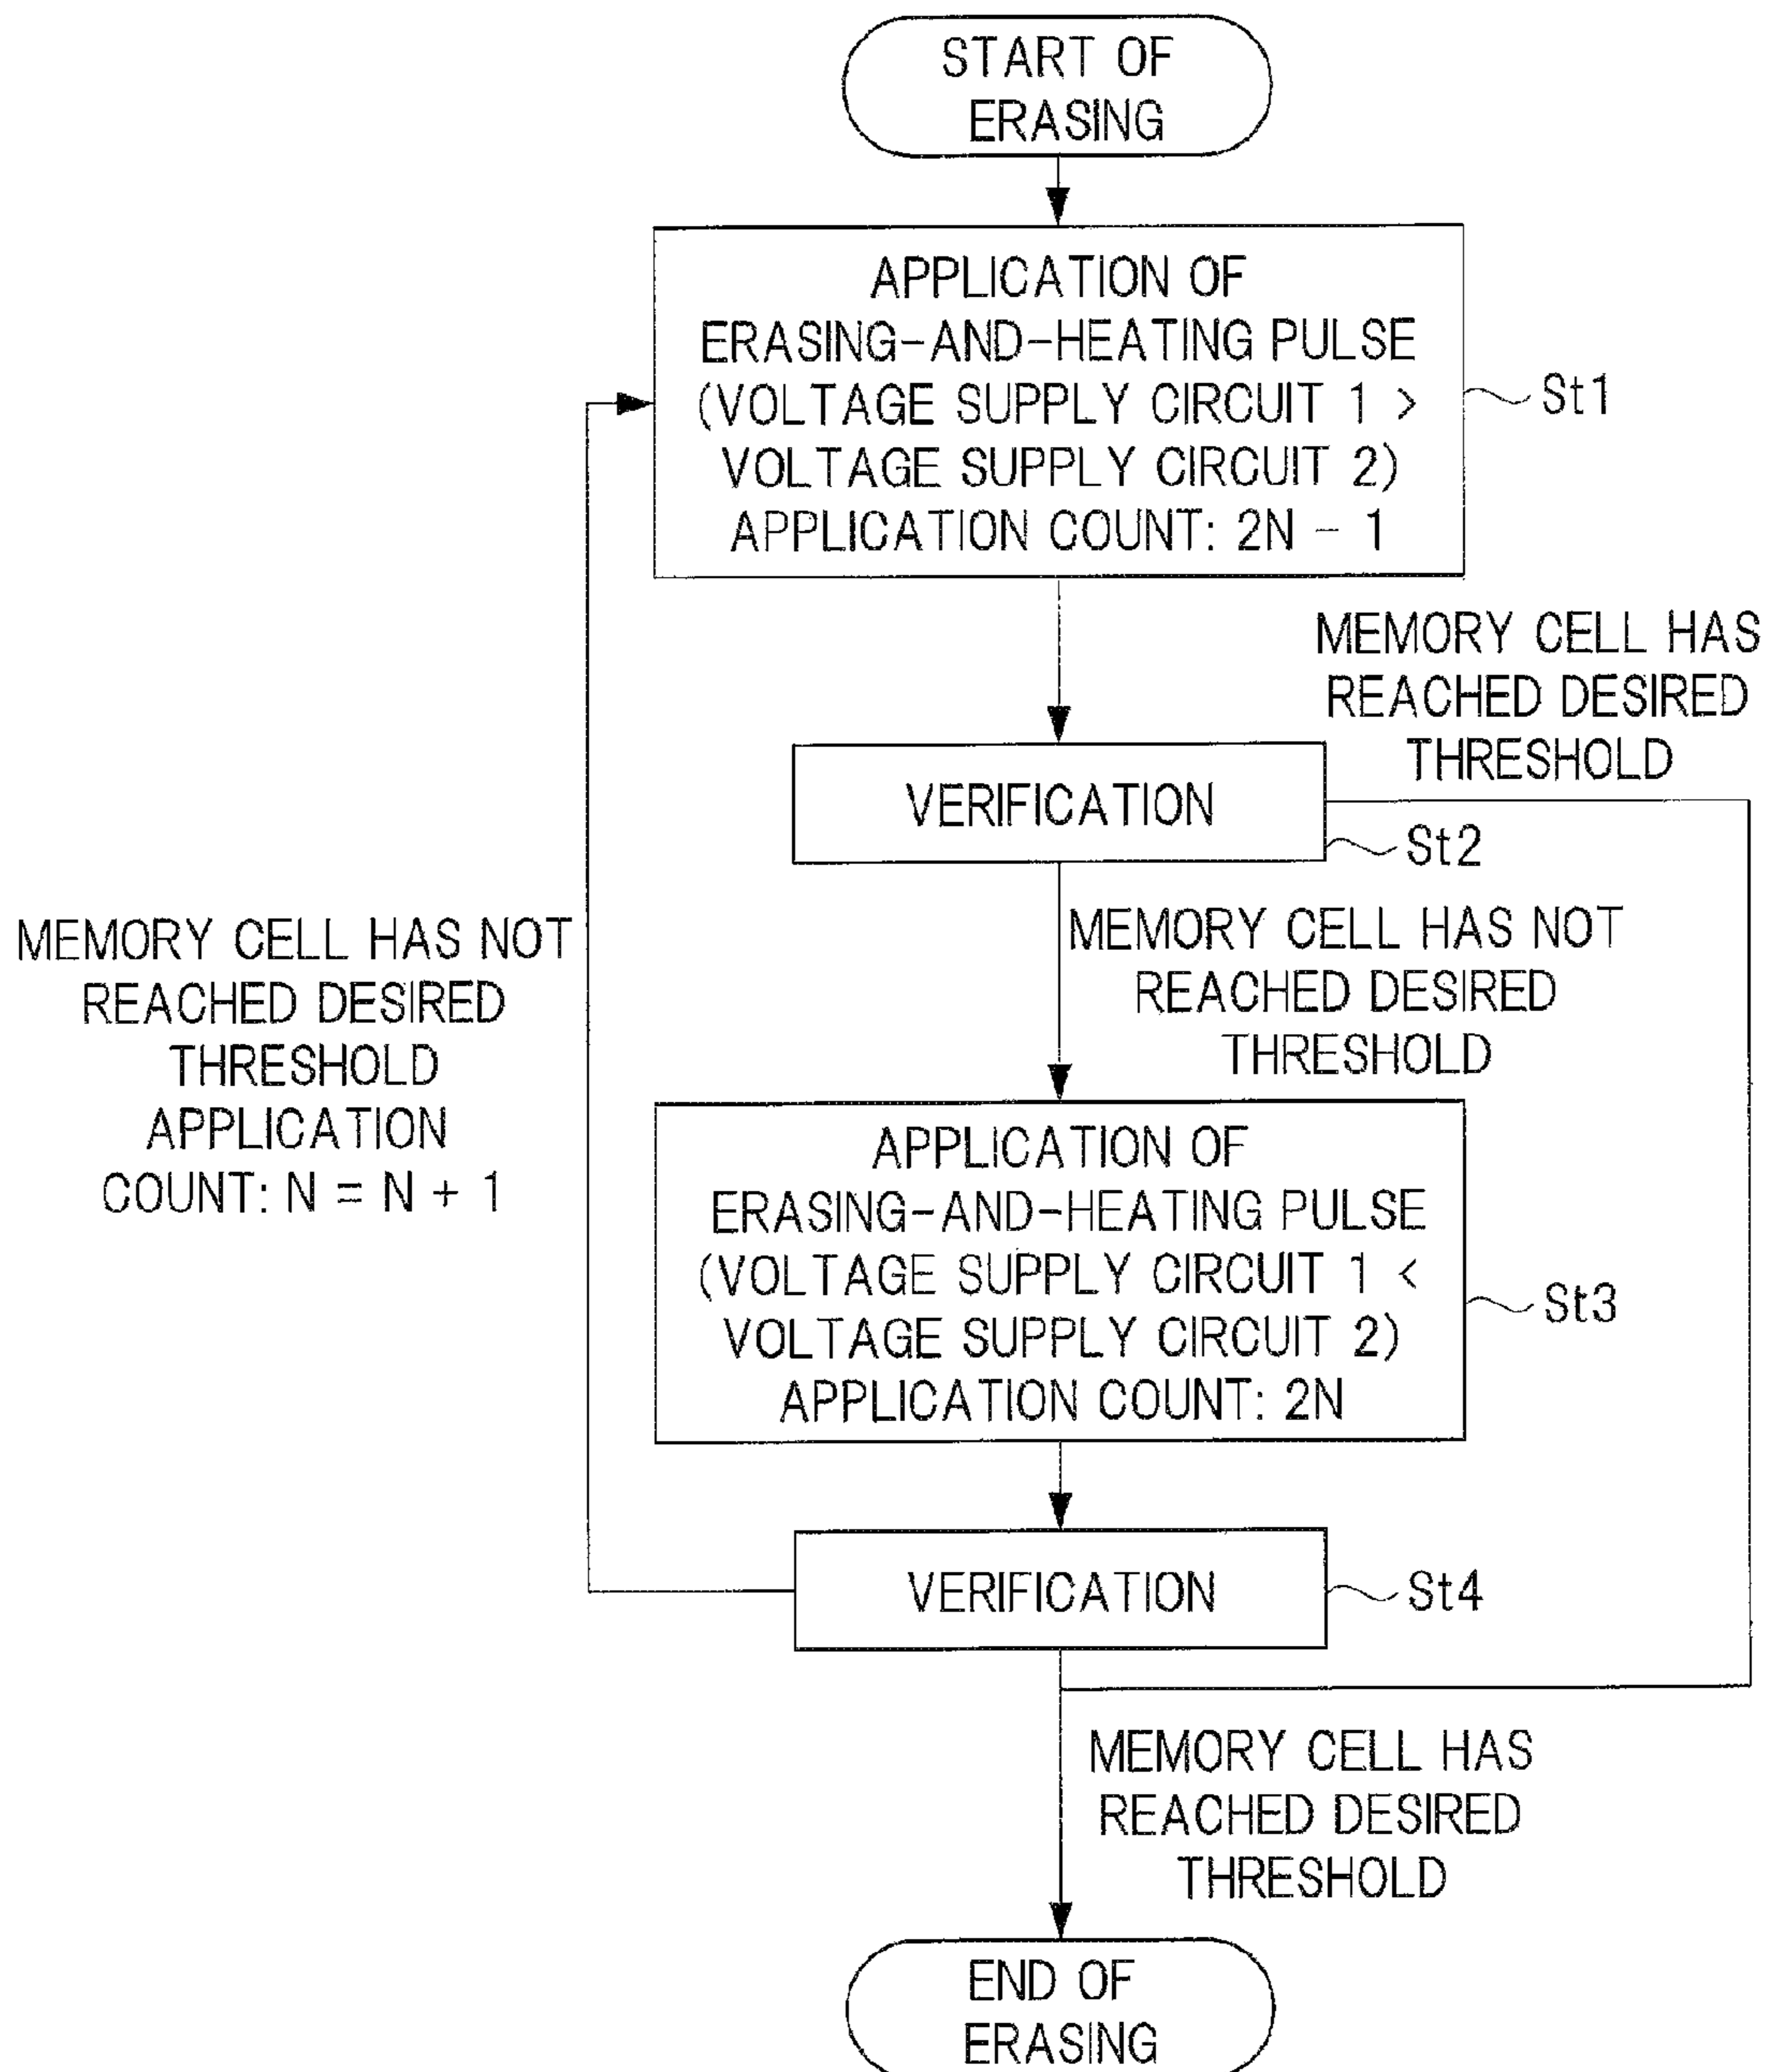 START OF
ERASING
APPLICATION OF
ERASING-AND-HEATING PULSE
(VOLTAGE SUPPLY CIRCUIT 1 >
VOLTAGE SUPPLY CIRCUIT 2)
APPLICATION COUNT: 2N - 1
St1
MEMORY CELL HAS
REACHED DESIRED
THRESHOLD
VERIFICATION
St2
MEMORY CELL HAS NOT
REACHED DESIRED
THRESHOLD
MEMORY CELL HAS NOT
REACHED DESIRED
THRESHOLD
APPLICATION
COUNT: N = N + 1
APPLICATION OF
ERASING-AND-HEATING PULSE
(VOLTAGE SUPPLY CIRCUIT 1 <
VOLTAGE SUPPLY CIRCUIT 2)
APPLICATION COUNT: 2N
St3
VERIFICATION
St4
MEMORY CELL HAS
REACHED DESIRED
THRESHOLD
END OF
ERASING